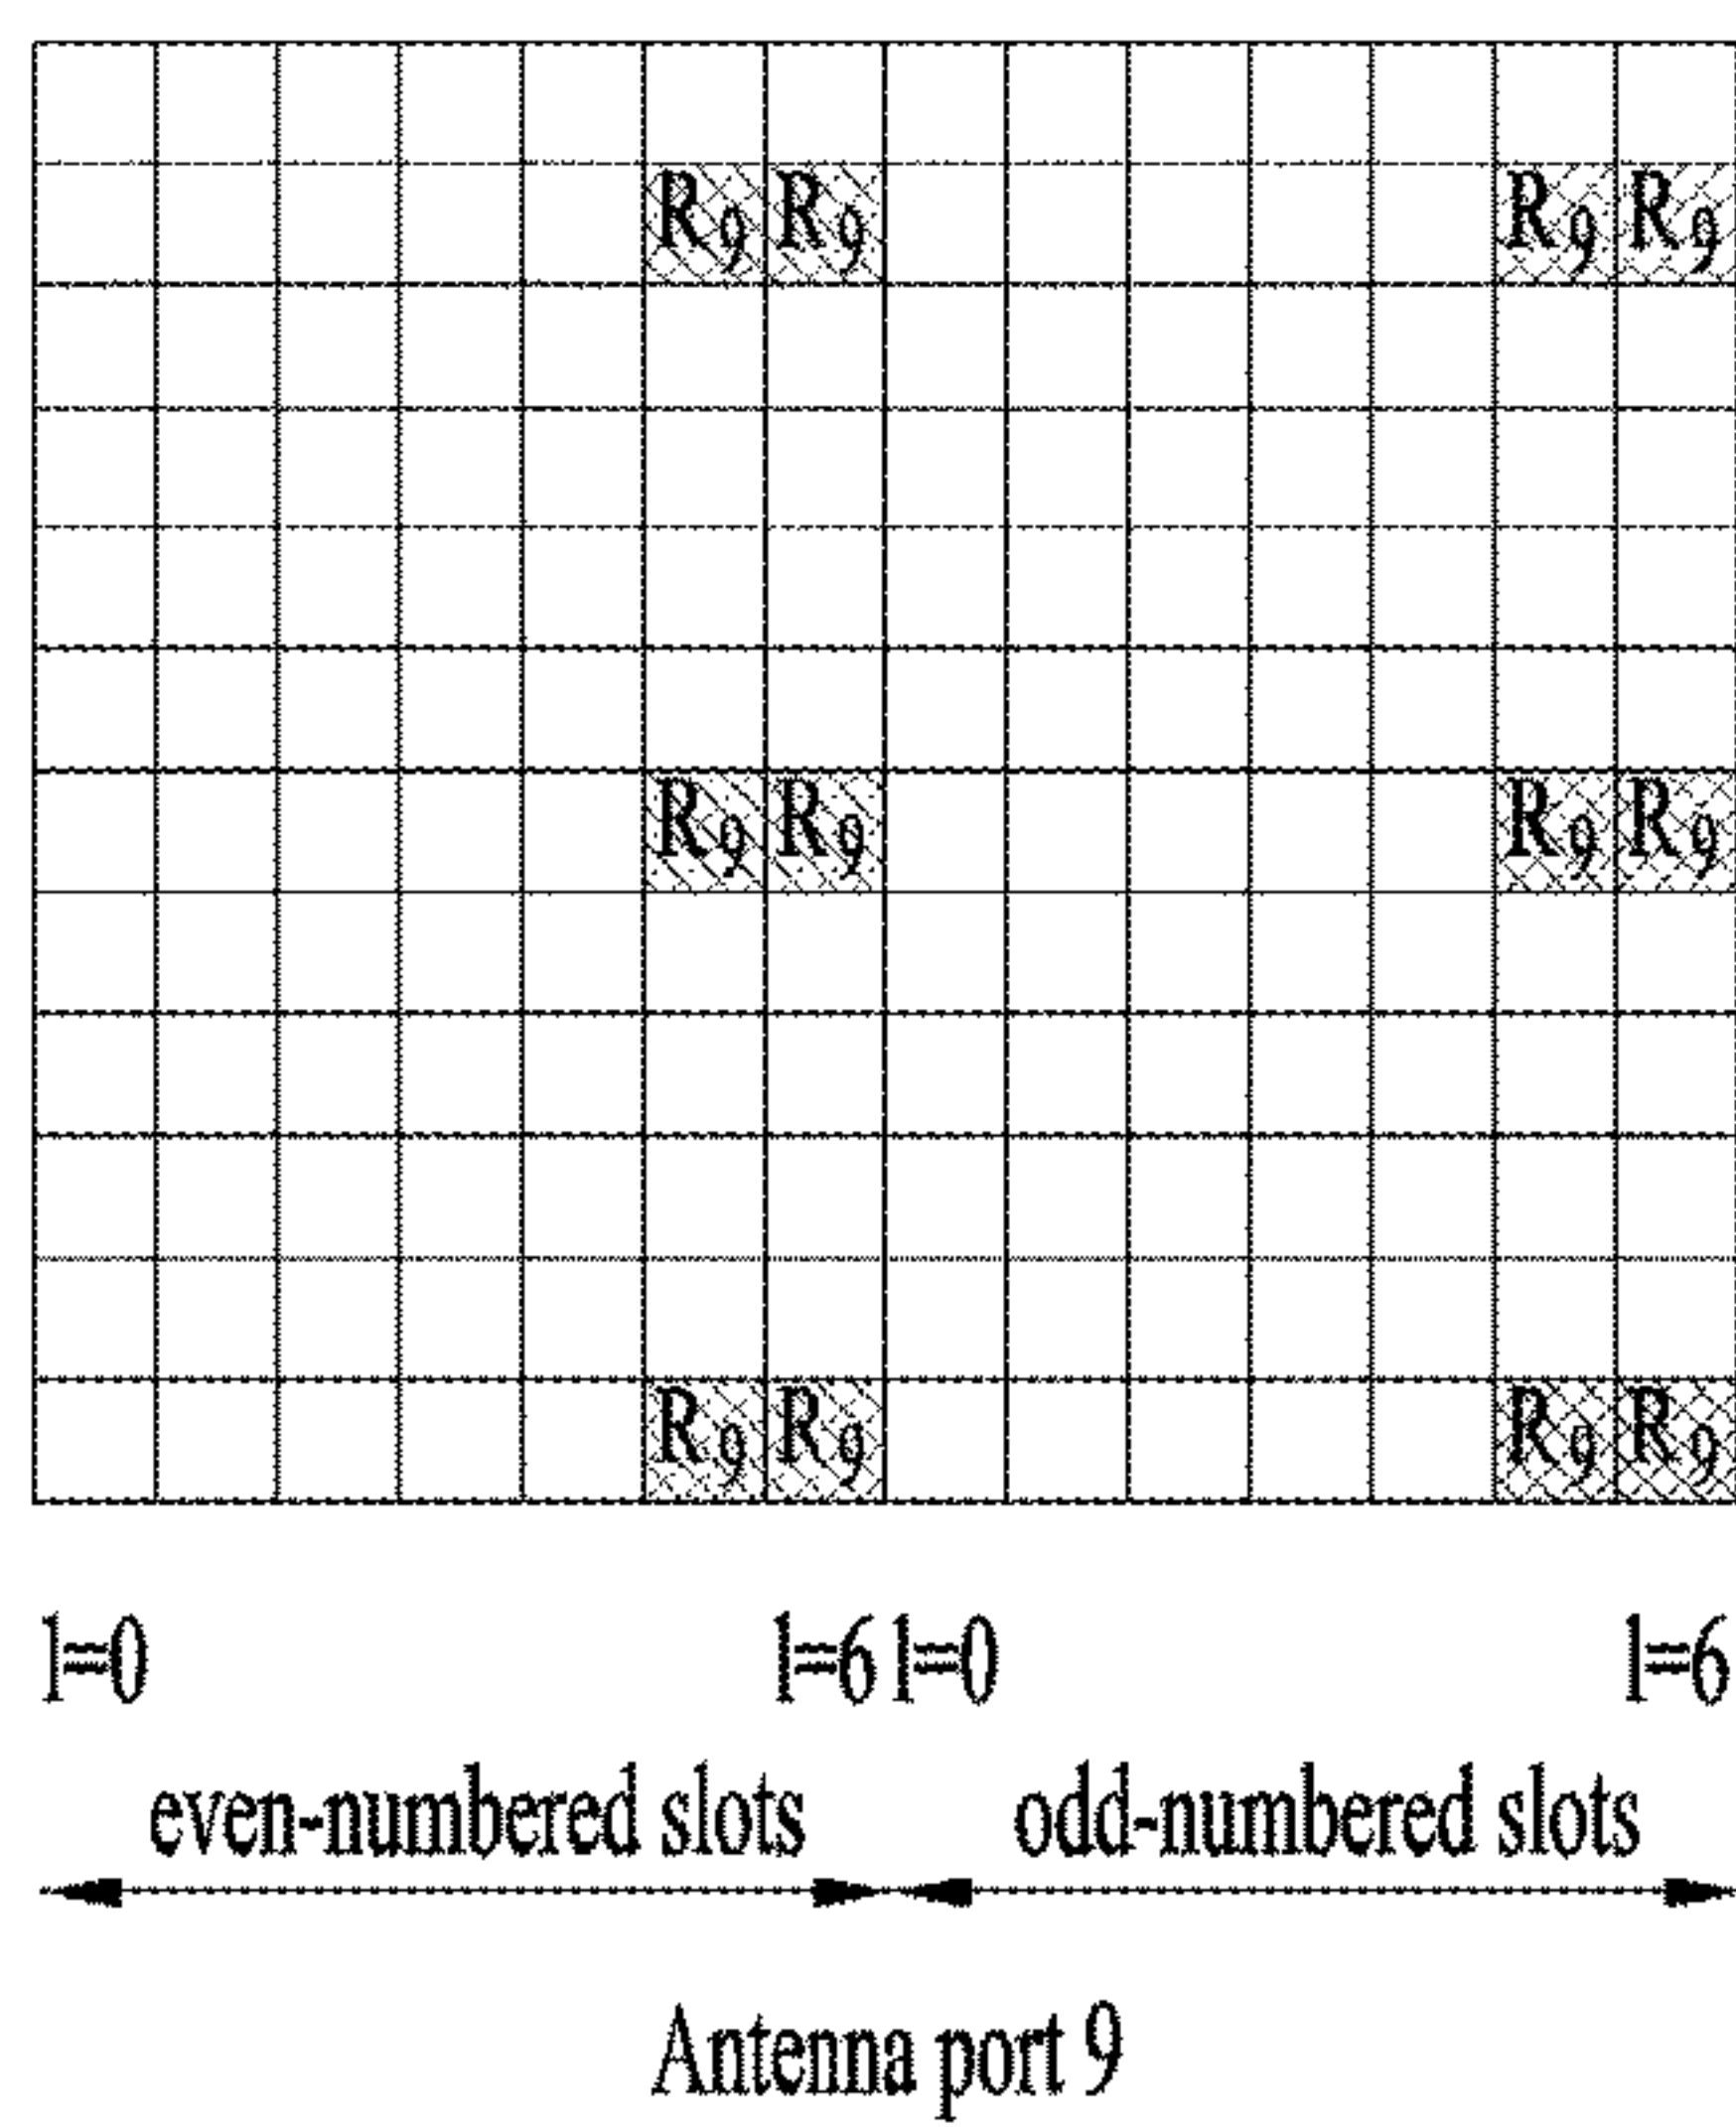 R9 R9 R9 R9
R9 R9 R9 R9
R9 R9 R9 R9
l=0 l=6 l=0 l=6
even-numbered slots odd-numbered slots
Antenna port 9